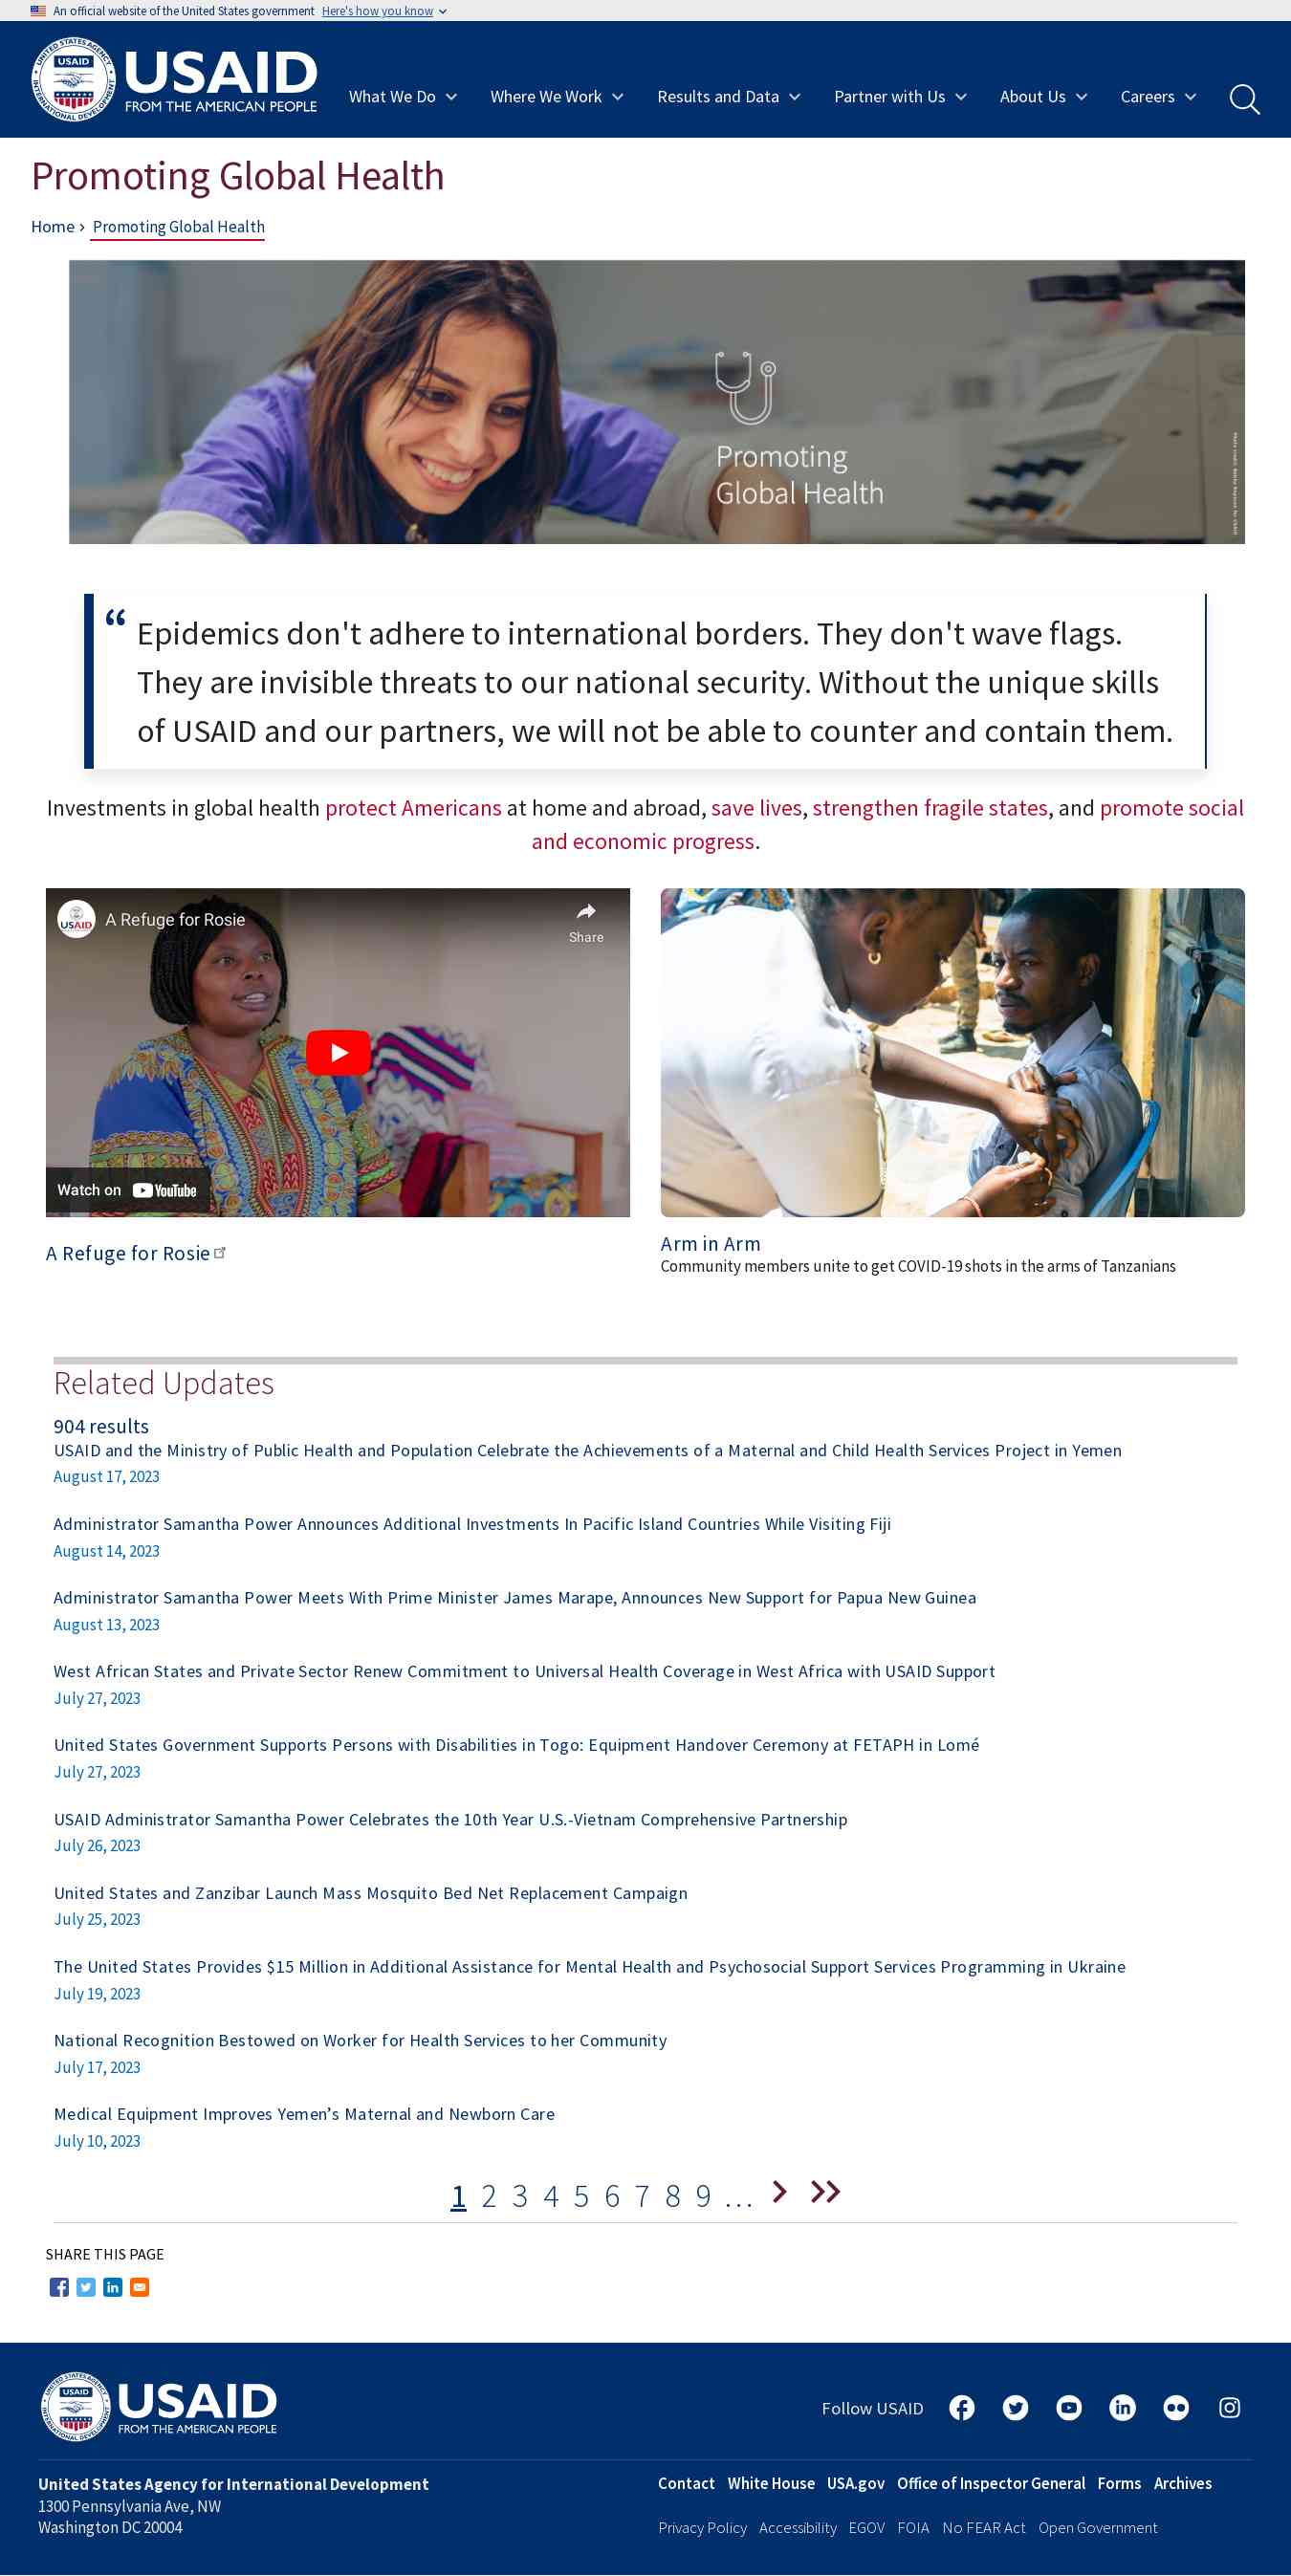 An official website of the United States government Here's how you know
USAID
FROM THE AMERICAN PEOPLE
What We Do
Where We Work
Results and Data
Partner with Us
About Us
Careers
Promoting Global Health
Home › Promoting Global Health
Promoting
Global Health
“ Epidemics don't adhere to international borders. They don't wave flags.
They are invisible threats to our national security. Without the unique skills
of USAID and our partners, we will not be able to counter and contain them.
Investments in global health protect Americans at home and abroad, save lives, strengthen fragile states, and promote social
and economic progress.
USAID
A Refuge for Rosie
Share
Watch on YouTube
A Refuge for Rosie
Arm in Arm
Community members unite to get COVID-19 shots in the arms of Tanzanians
Related Updates
904 results
USAID and the Ministry of Public Health and Population Celebrate the Achievements of a Maternal and Child Health Services Project in Yemen
August 17, 2023
Administrator Samantha Power Announces Additional Investments In Pacific Island Countries While Visiting Fiji
August 14, 2023
Administrator Samantha Power Meets With Prime Minister James Marape, Announces New Support for Papua New Guinea
August 13, 2023
West African States and Private Sector Renew Commitment to Universal Health Coverage in West Africa with USAID Support
July 27, 2023
United States Government Supports Persons with Disabilities in Togo: Equipment Handover Ceremony at FETAPH in Lomé
July 27, 2023
USAID Administrator Samantha Power Celebrates the 10th Year U.S.-Vietnam Comprehensive Partnership
July 26, 2023
United States and Zanzibar Launch Mass Mosquito Bed Net Replacement Campaign
July 25, 2023
The United States Provides $15 Million in Additional Assistance for Mental Health and Psychosocial Support Services Programming in Ukraine
July 19, 2023
National Recognition Bestowed on Worker for Health Services to her Community
July 17, 2023
Medical Equipment Improves Yemen’s Maternal and Newborn Care
July 10, 2023
1 2 3 4 5 6 7 8 9 …
SHARE THIS PAGE
USAID
FROM THE AMERICAN PEOPLE
Follow USAID
United States Agency for International Development
1300 Pennsylvania Ave, NW
Washington DC 20004
Contact White House USA.gov Office of Inspector General Forms Archives
Privacy Policy Accessibility EGOV FOIA No FEAR Act Open Government